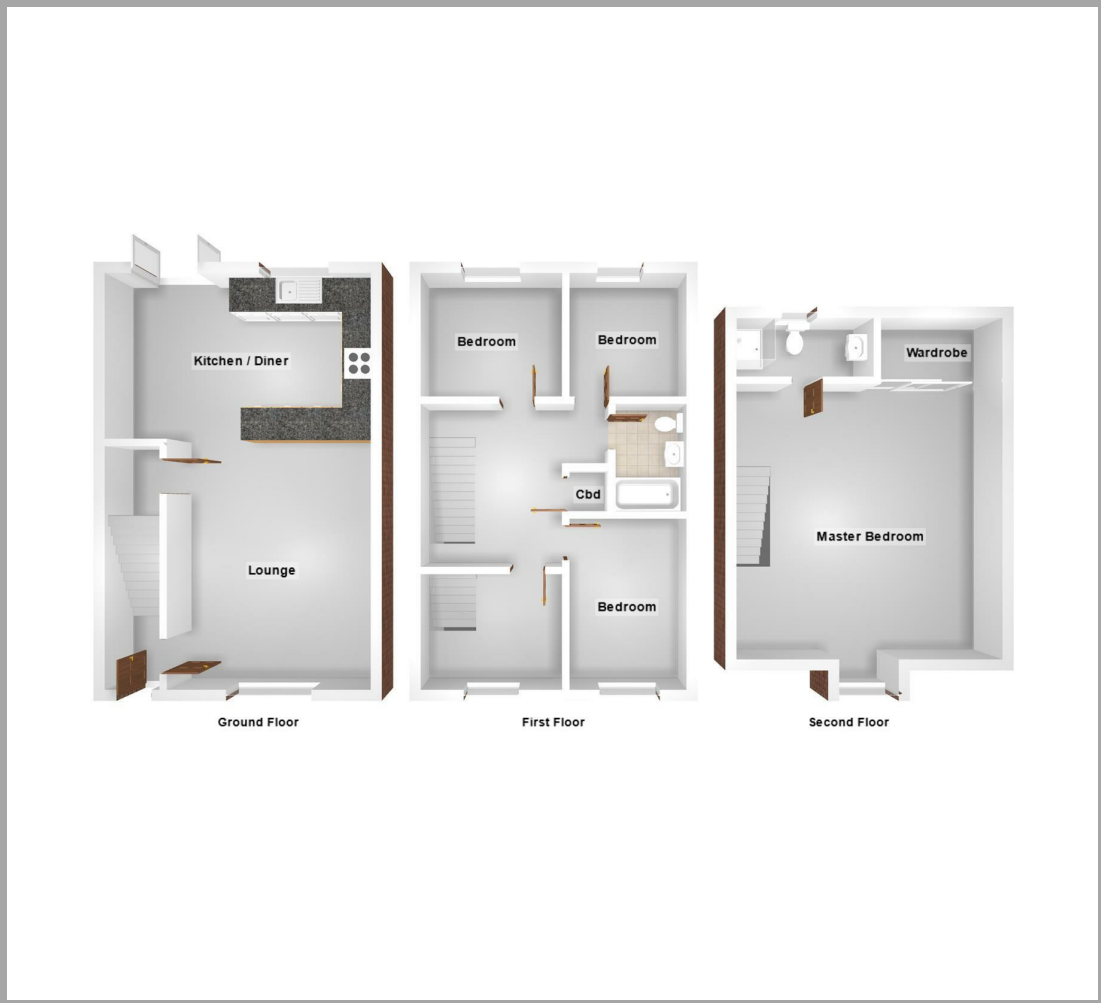 Kitchen / Diner
Lounge
Ground Floor
Bedroom
Bedroom
Cbd
Bedroom
First Floor
Wardrobe
Master Bedroom
Second Floor